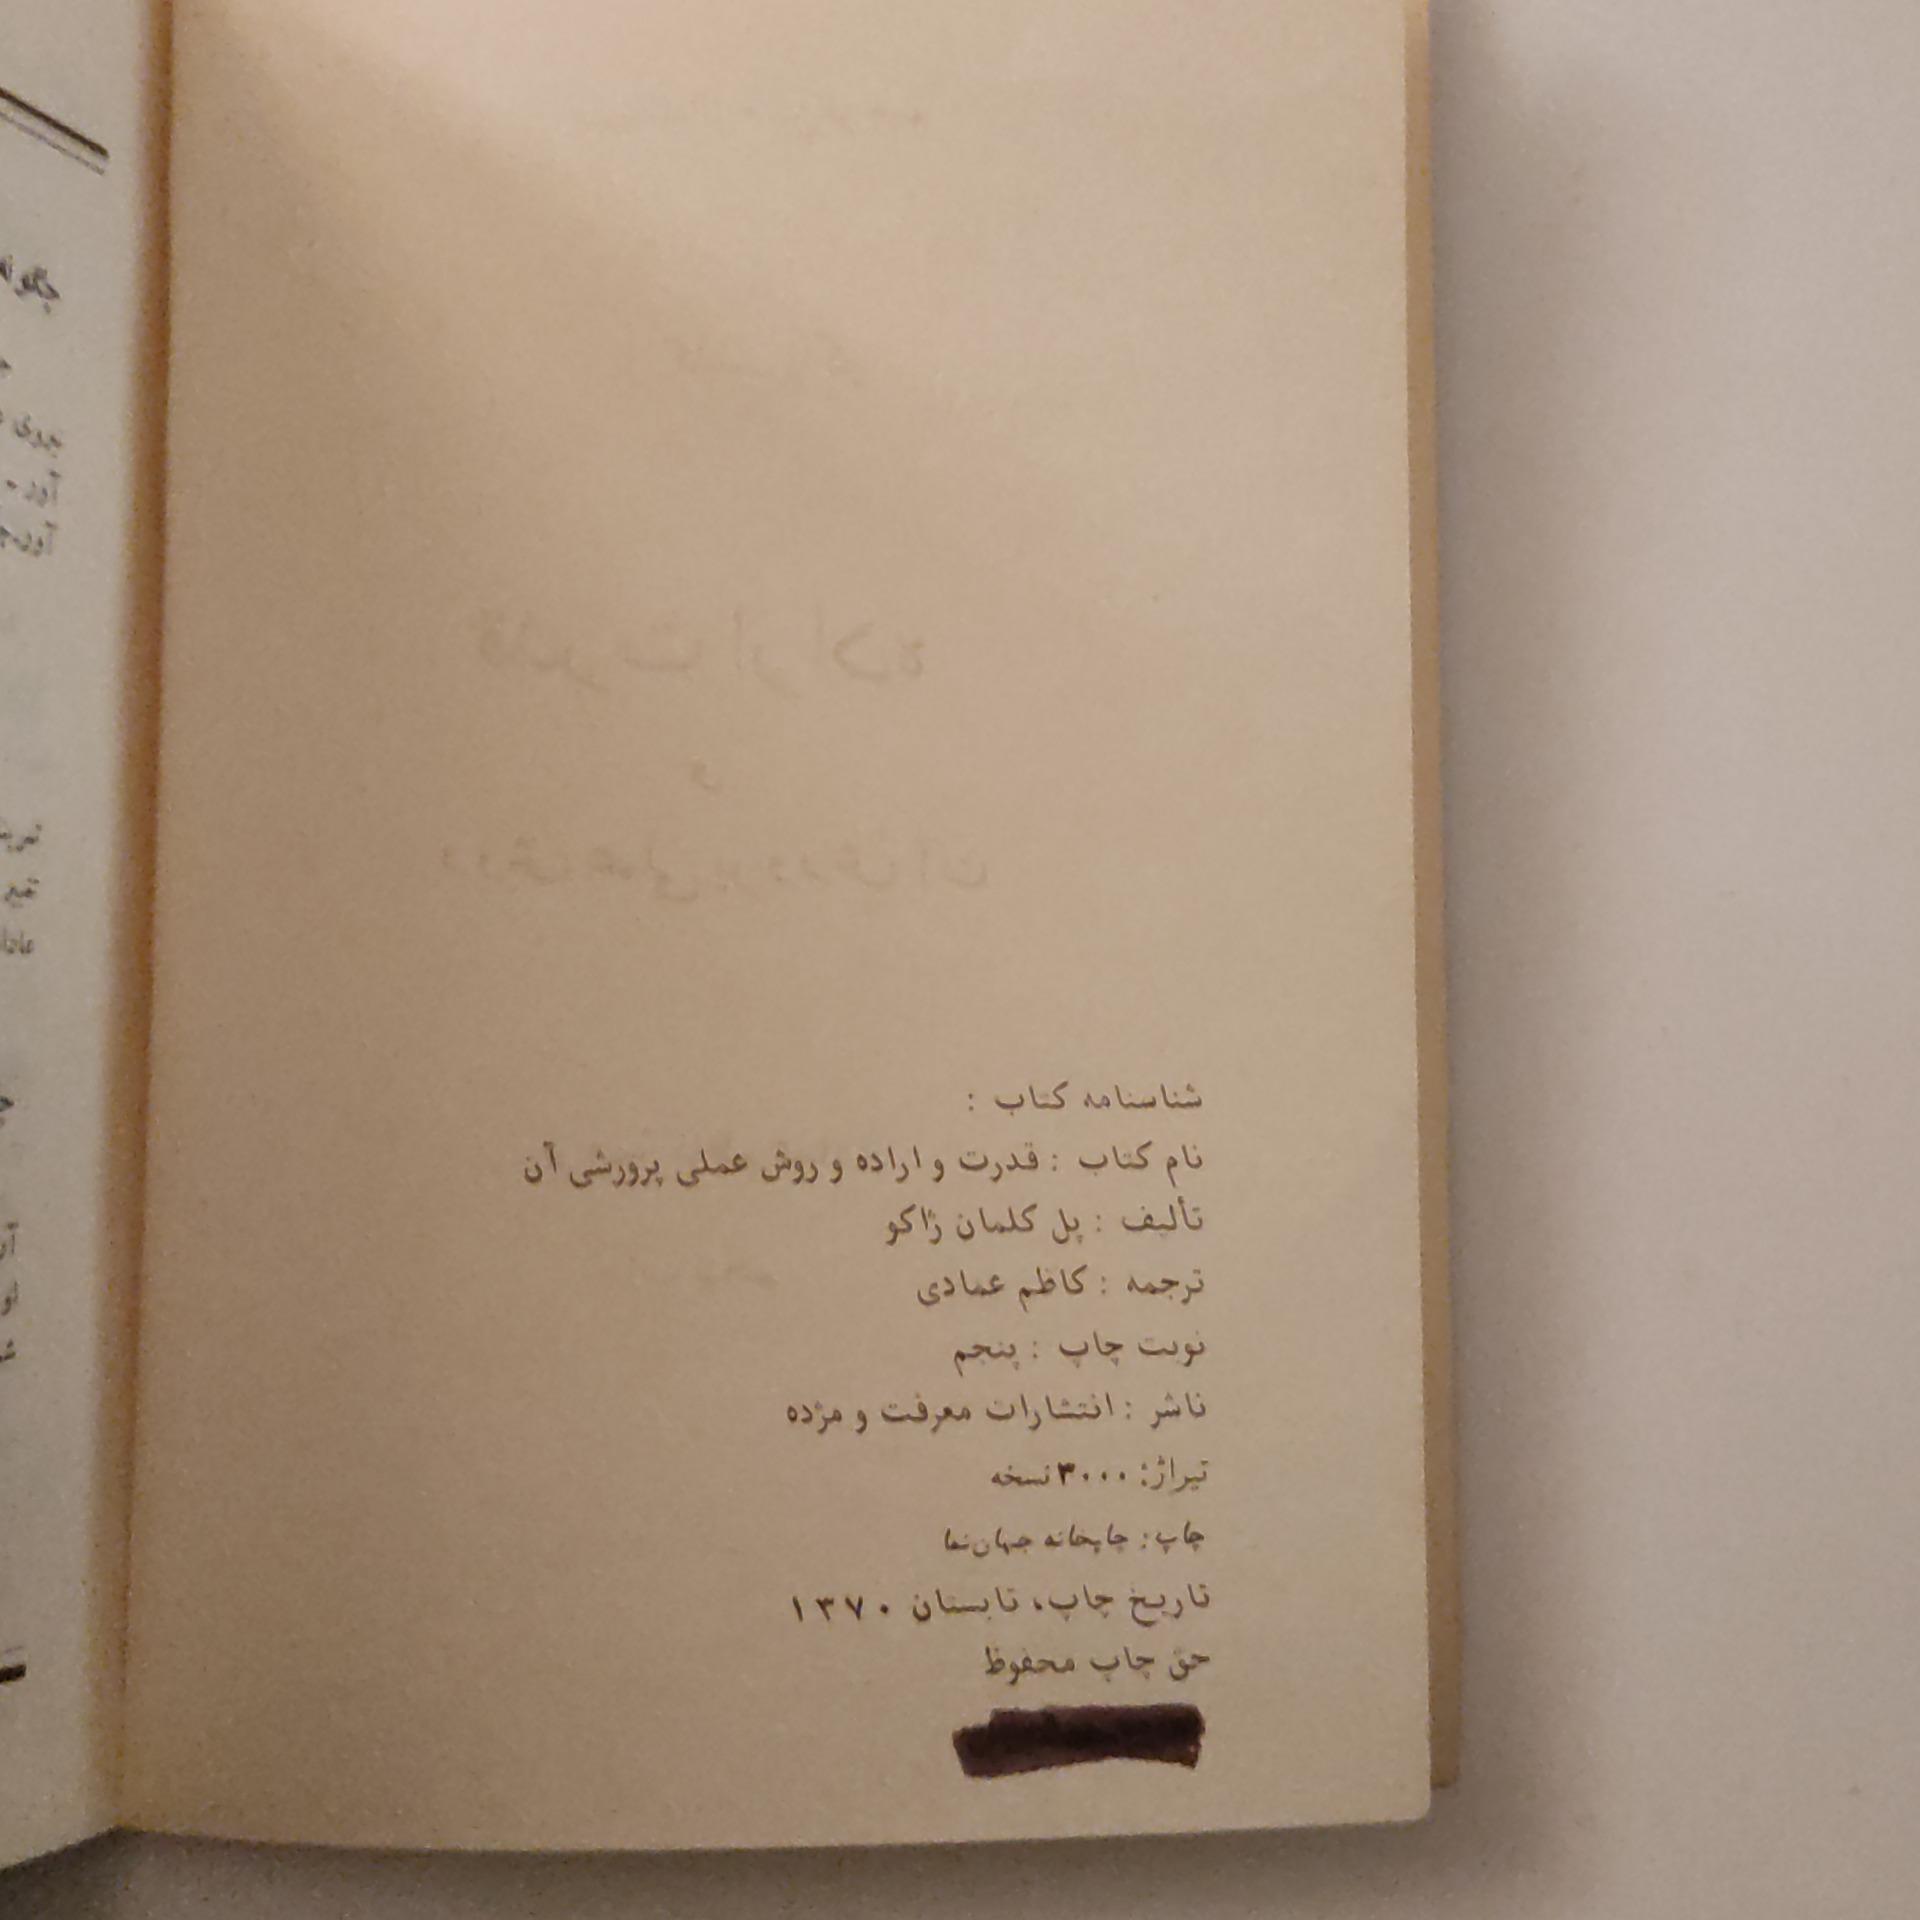 شناسنامه کتاب :
نام کتاب : قدرت و اراده و روش عملی پرورشی آن
تألیف : پل کلمان ژاکو
ترجمه : کاظم عمادی
نوبت چاپ : پنجم
ناشر : انتشارات معرفت و مژده
تیراژ: ۳۰۰۰ نسخه
چاپ: چاپخانه جهان‌نما
تاریخ چاپ، تابستان ۱۳۷۰
حق چاپ محفوظ